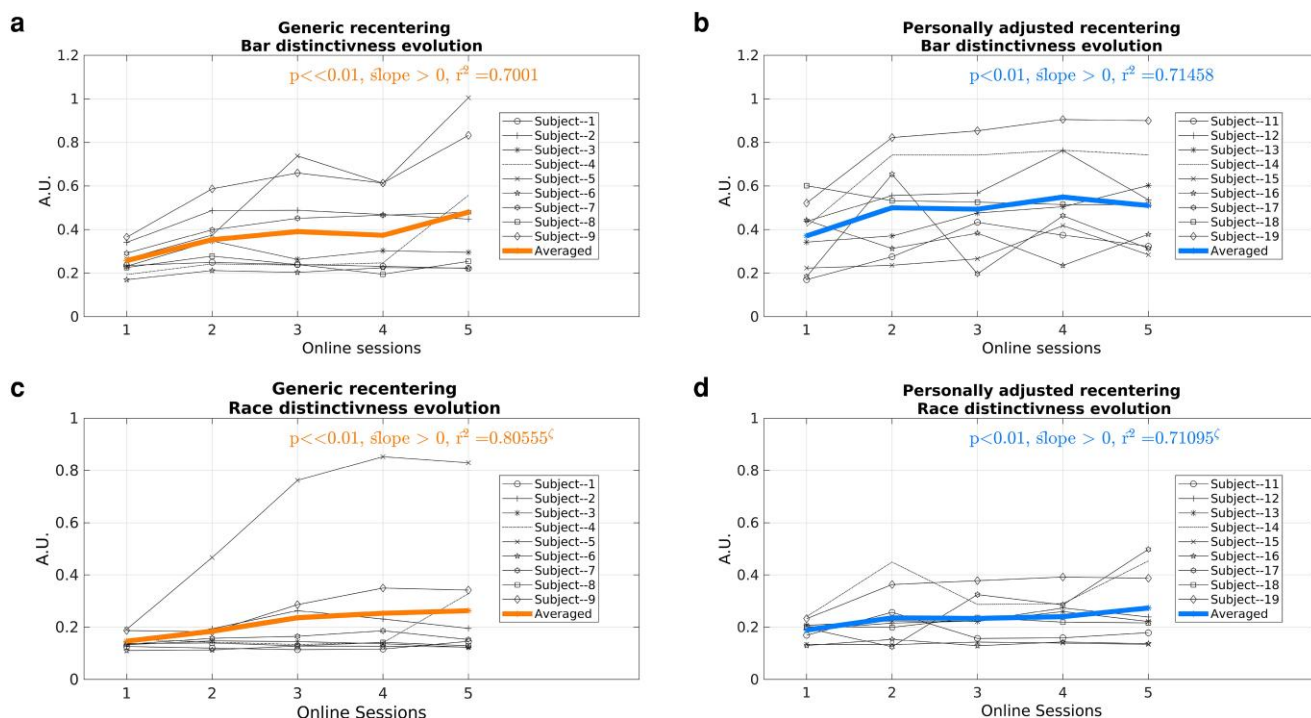 a
Generic recentering
Bar distinctivness evolution
p<<0.01, slope > 0, r² =0.7001
1.2
1
0.8
0.6
0.4
0.2
0
A.U.
1 2 3 4 5
Online sessions
Subject--1
Subject--2
Subject--3
Subject--4
Subject--5
Subject--6
Subject--7
Subject--8
Subject--9
Averaged
b
Personally adjusted recentering
Bar distinctivness evolution
p<0.01, slope > 0, r² =0.71458
1.2
1
0.8
0.6
0.4
0.2
0
A.U.
1 2 3 4 5
Online sessions
Subject--11
Subject--12
Subject--13
Subject--14
Subject--15
Subject--16
Subject--17
Subject--18
Subject--19
Averaged
c
Generic recentering
Race distinctivness evolution
p<<0.01, slope > 0, r² =0.80555ζ
1
0.8
0.6
0.4
0.2
0
A.U.
1 2 3 4 5
Online Sessions
Subject--1
Subject--2
Subject--3
Subject--4
Subject--5
Subject--6
Subject--7
Subject--8
Subject--9
Averaged
d
Personally adjusted recentering
Race distinctivness evolution
p<0.01, slope > 0, r² =0.71095ζ
1
0.8
0.6
0.4
0.2
0
A.U.
1 2 3 4 5
Online Sessions
Subject--11
Subject--12
Subject--13
Subject--14
Subject--15
Subject--16
Subject--17
Subject--18
Subject--19
Averaged